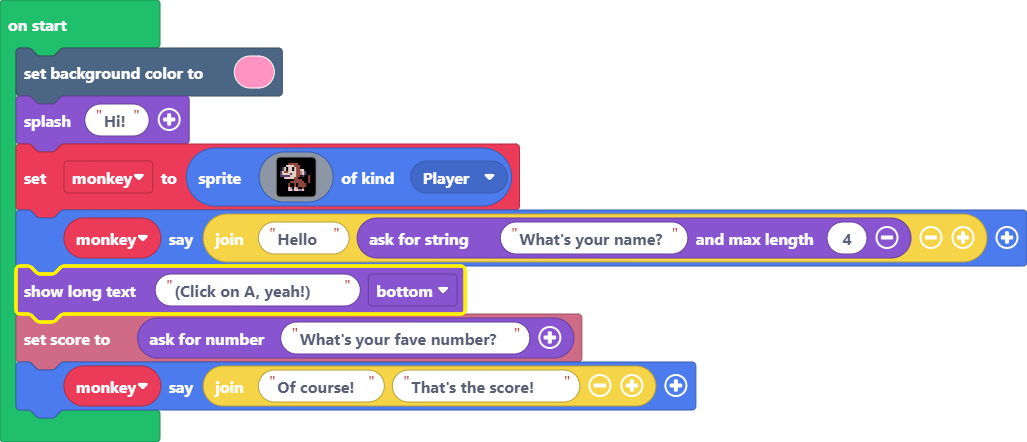 on start
set background color to
splash "Hi! "
set monkey to sprite of kind Player
monkey say join "Hello " ask for string "What's your name? " and max length 4
show long text "(Click on A, yeah!) " bottom
set score to ask for number "What's your fave number? "
monkey say join "Of course! " "That's the score! "